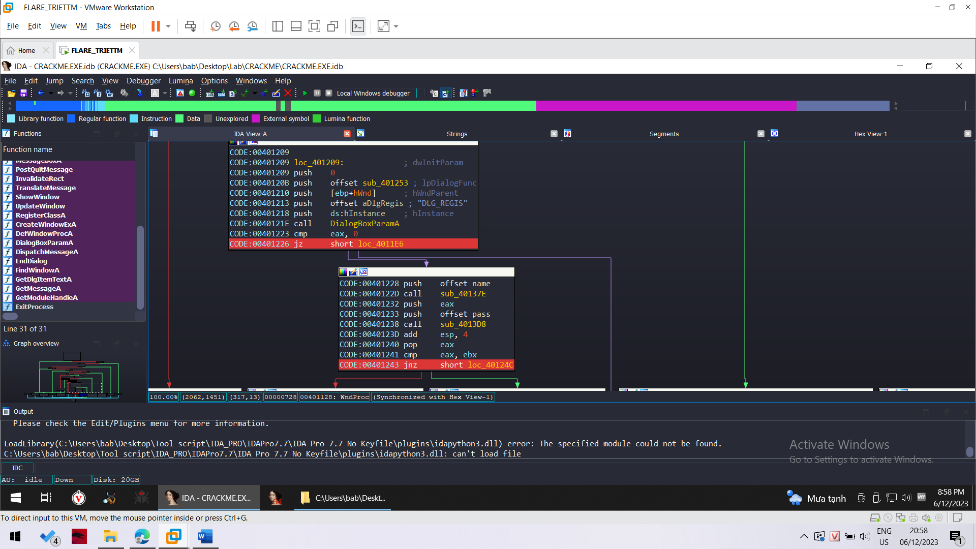 FLARE_TRIETTM - VMware Workstation
File Edit View VM Tabs Help
Home FLARE_TRIETTM
IDA - CRACKME.EXE.idb (CRACKME.EXE) C:\Users\bab\Desktop\Lab\CRACKME\CRACKME.EXE.idb
File Edit Jump Search View Debugger Lumina Options Windows Help
Local Windows debugger
Library function Regular function Instruction Data Unexplored External symbol Lumina function
Functions IDA View-A Strings Segments Hex View-1
Function name
MessageBoxA
PostQuitMessage
InvalidateRect
TranslateMessage
ShowWindow
UpdateWindow
RegisterClassA
CreateWindowExA
DefWindowProcA
DialogBoxParamA
DispatchMessageA
EndDialog
FindWindowA
GetDlgItemTextA
GetMessageA
GetModuleHandleA
ExitProcess
Line 31 of 31
Graph overview
CODE:00401209
CODE:00401209 loc_401209: ; dwInitParam
CODE:00401209 push 0
CODE:0040120B push offset sub_401253 ; lpDialogFunc
CODE:00401210 push [ebp+hWnd] ; hWndParent
CODE:00401213 push offset aDlgRegis ; "DLG_REGIS"
CODE:00401218 push ds:hInstance ; hInstance
CODE:0040121E call DialogBoxParamA
CODE:00401223 cmp eax, 0
CODE:00401226 jz short loc_4011E6
CODE:00401228 push offset name
CODE:0040122D call sub_40137E
CODE:00401232 push eax
CODE:00401233 push offset pass
CODE:00401238 call sub_4013D8
CODE:0040123D add esp, 4
CODE:00401240 pop eax
CODE:00401241 cmp eax, ebx
CODE:00401243 jnz short loc_40124C
100.00% (2062,1451) (317,13) 00000728 00401128: WndProc (Synchronized with Hex View-1)
Output
Please check the Edit/Plugins menu for more information.
LoadLibrary(C:\Users\bab\Desktop\Tool script\IDA_PRO\IDAPro7.7\IDA Pro 7.7 No Keyfile\plugins\idapython3.dll) error: The specified module could not be found.
C:\Users\bab\Desktop\Tool script\IDA_PRO\IDAPro7.7\IDA Pro 7.7 No Keyfile\plugins\idapython3.dll: can't load file
Activate Windows
Go to Settings to activate Windows.
IDC
AU: idle Down Disk: 20GB
IDA - CRACKME.EXE... C:\Users\bab\Deskt... Mưa tạnh 8:58 PM
6/12/2023
To direct input to this VM, move the mouse pointer inside or press Ctrl+G.
4 ENG
US 20:58
06/12/2023 1